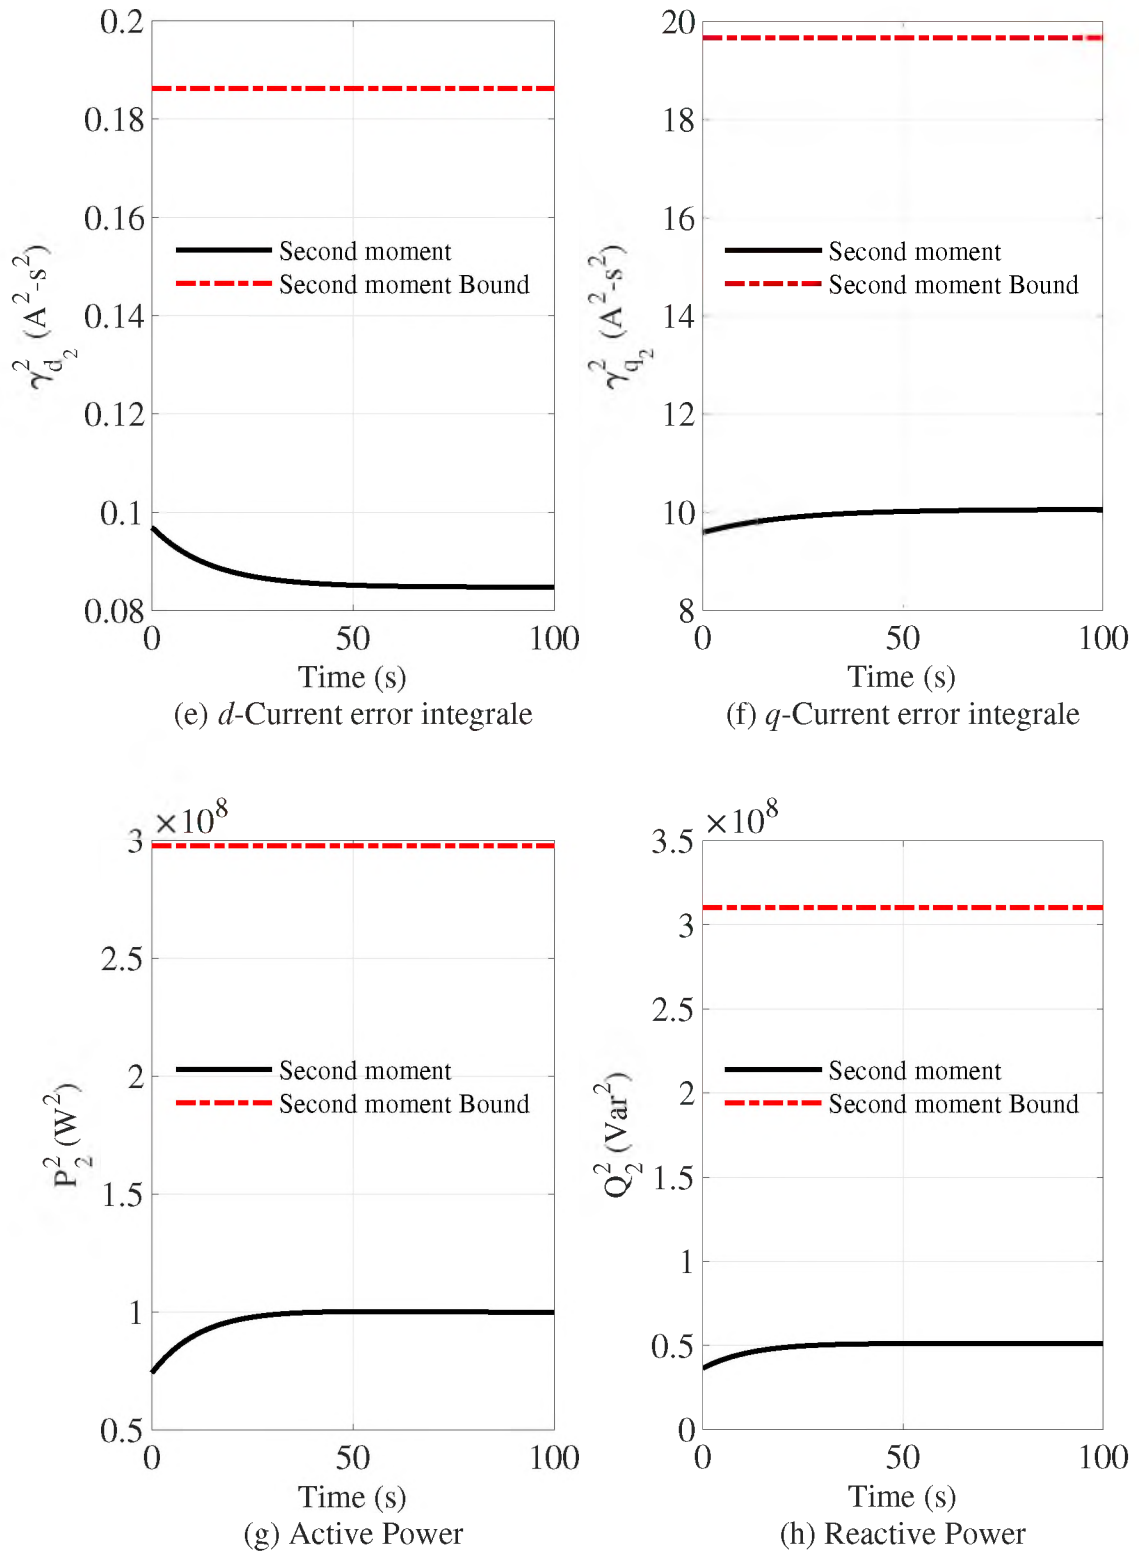 0.2
0.18
0.16
0.14
0.12
0.1
0.08
γ²d₂ (A²-s²)
Second moment
Second moment Bound
0
50
100
Time (s)
(e) d-Current error integrale
20
18
16
14
12
10
8
γ²q₂ (A²-s²)
Second moment
Second moment Bound
0
50
100
Time (s)
(f) q-Current error integrale
×10⁸
3
2.5
2
1.5
1
0.5
P₂² (W²)
Second moment
Second moment Bound
0
50
100
Time (s)
(g) Active Power
×10⁸
3.5
3
2.5
2
1.5
1
0.5
0
Q₂² (Var²)
Second moment
Second moment Bound
0
50
100
Time (s)
(h) Reactive Power